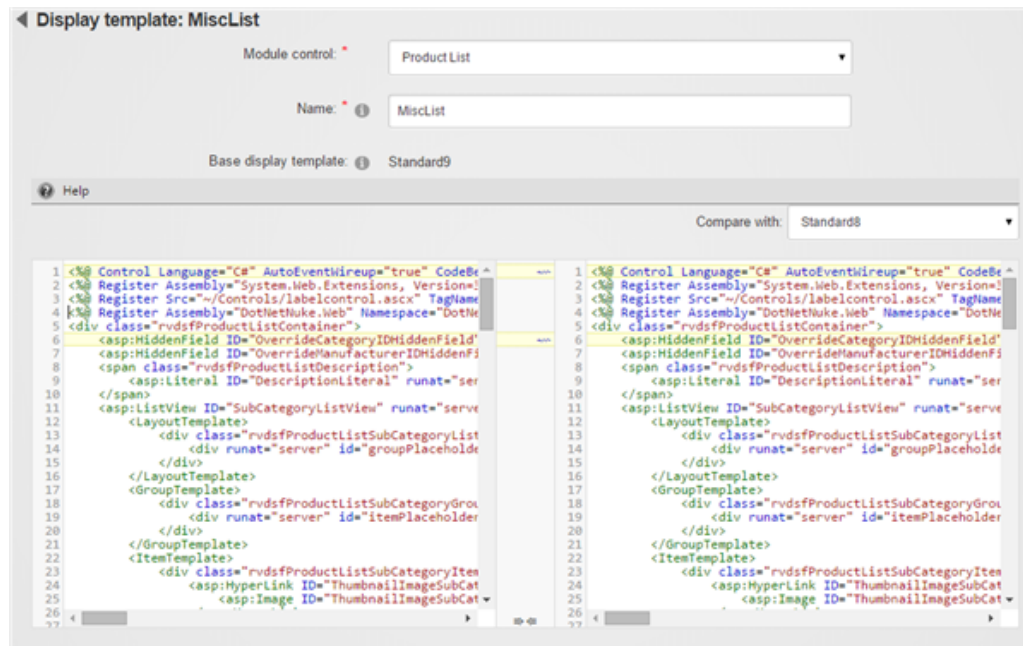 Display template: MiscList
Module control: *
Product List
Name: *
MiscList
Base display template:
Standard9
Help
Compare with:
Standard8
1 <%@ Control Language="C#" AutoEventWireup="true" CodeBe
2 <%@ Register Assembly="System.Web.Extensions, Version=
3 <%@ Register Src="~/Controls/labelcontrol.ascx" TagName
4 <%@ Register Assembly="DotNetNuke.Web" Namespace="DotNe
5 <div class="rvdsfProductListContainer">
6 <asp:HiddenField ID="OverrideCategoryIDHiddenField"
7 <asp:HiddenField ID="OverrideManufacturerIDHiddenFi
8 <span class="rvdsfProductListDescription">
9 <asp:Literal ID="DescriptionLiteral" runat="ser
10 </span>
11 <asp:ListView ID="SubCategoryListView" runat="serve
12 <LayoutTemplate>
13 <div class="rvdsfProductListSubCategoryList
14 <div runat="server" id="groupPlaceholde
15 </div>
16 </LayoutTemplate>
17 <GroupTemplate>
18 <div class="rvdsfProductListSubCategoryGrou
19 <div runat="server" id="itemPlaceholder
20 </div>
21 </GroupTemplate>
22 <ItemTemplate>
23 <div class="rvdsfProductListSubCategoryItem
24 <asp:HyperLink ID="ThumbnailImageSubCat
25 <asp:Image ID="ThumbnailImageSubCat
26
27
1 <%@ Control Language="C#" AutoEventWireup="true" CodeBe
2 <%@ Register Assembly="System.Web.Extensions, Version=
3 <%@ Register Src="~/Controls/labelcontrol.ascx" TagName
4 <%@ Register Assembly="DotNetNuke.Web" Namespace="DotNe
5 <div class="rvdsfProductListContainer">
6 <asp:HiddenField ID="OverrideCategoryIDHiddenField"
7 <asp:HiddenField ID="OverrideManufacturerIDHiddenFi
8 <span class="rvdsfProductListDescription">
9 <asp:Literal ID="DescriptionLiteral" runat="ser
10 </span>
11 <asp:ListView ID="SubCategoryListView" runat="serve
12 <LayoutTemplate>
13 <div class="rvdsfProductListSubCategoryList
14 <div runat="server" id="groupPlaceholde
15 </div>
16 </LayoutTemplate>
17 <GroupTemplate>
18 <div class="rvdsfProductListSubCategoryGrou
19 <div runat="server" id="itemPlaceholder
20 </div>
21 </GroupTemplate>
22 <ItemTemplate>
23 <div class="rvdsfProductListSubCategoryItem
24 <asp:HyperLink ID="ThumbnailImageSubCat
25 <asp:Image ID="ThumbnailImageSubCat
26
27